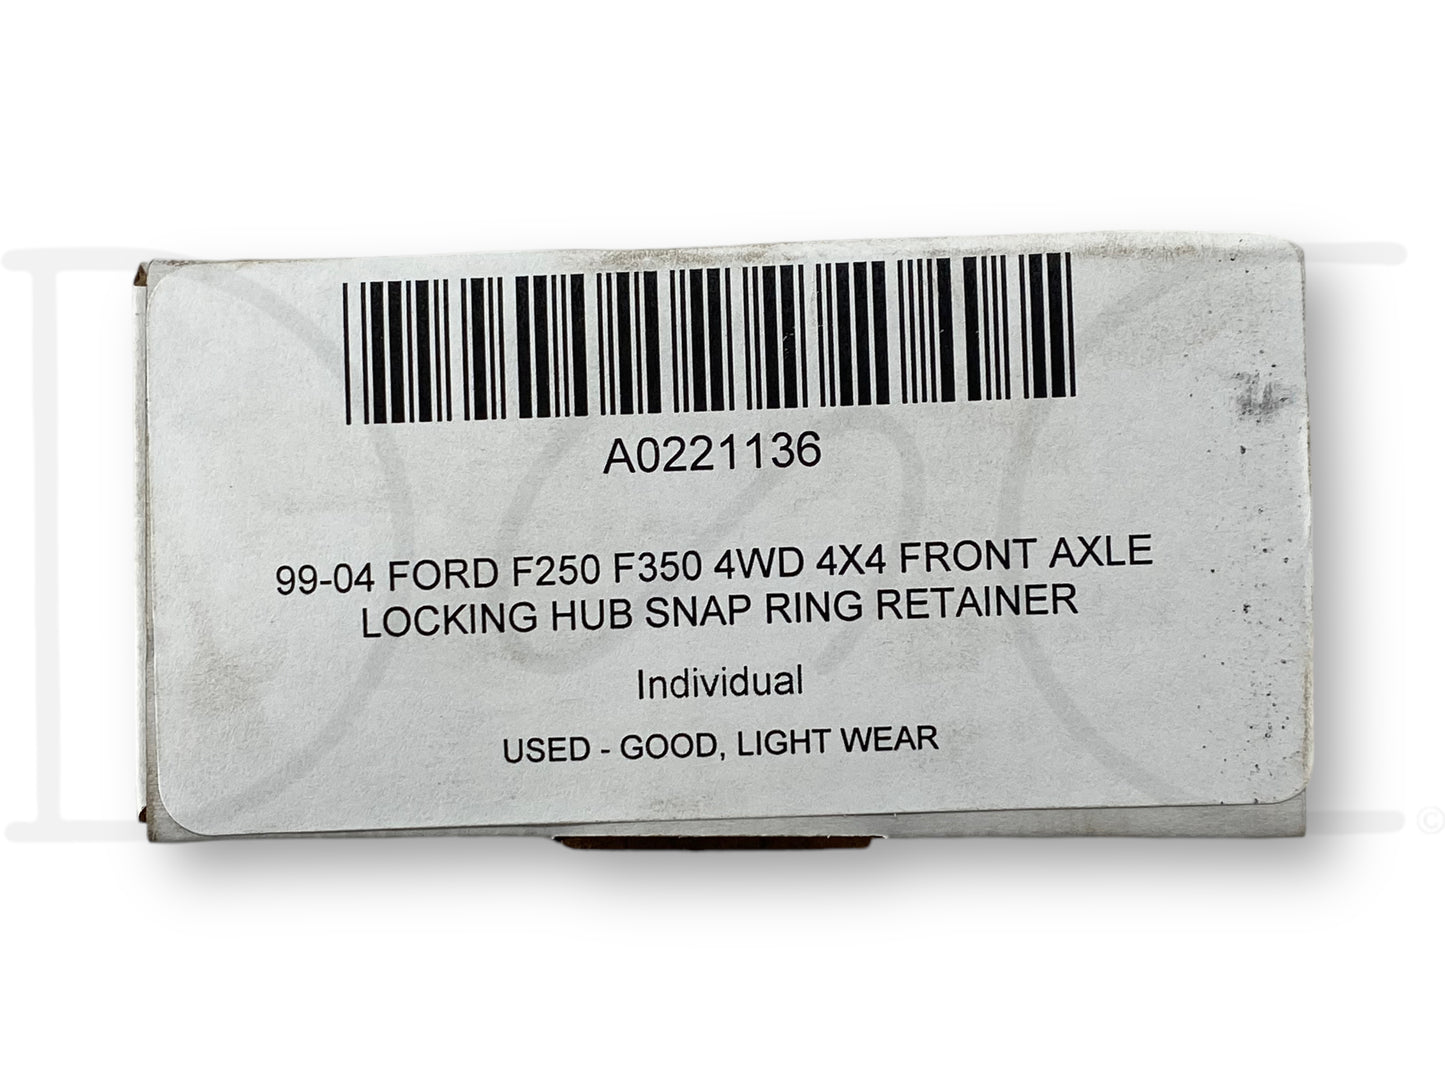 A0221136
99-04 FORD F250 F350 4WD 4X4 FRONT AXLE
LOCKING HUB SNAP RING RETAINER
Individual
USED - GOOD, LIGHT WEAR
©